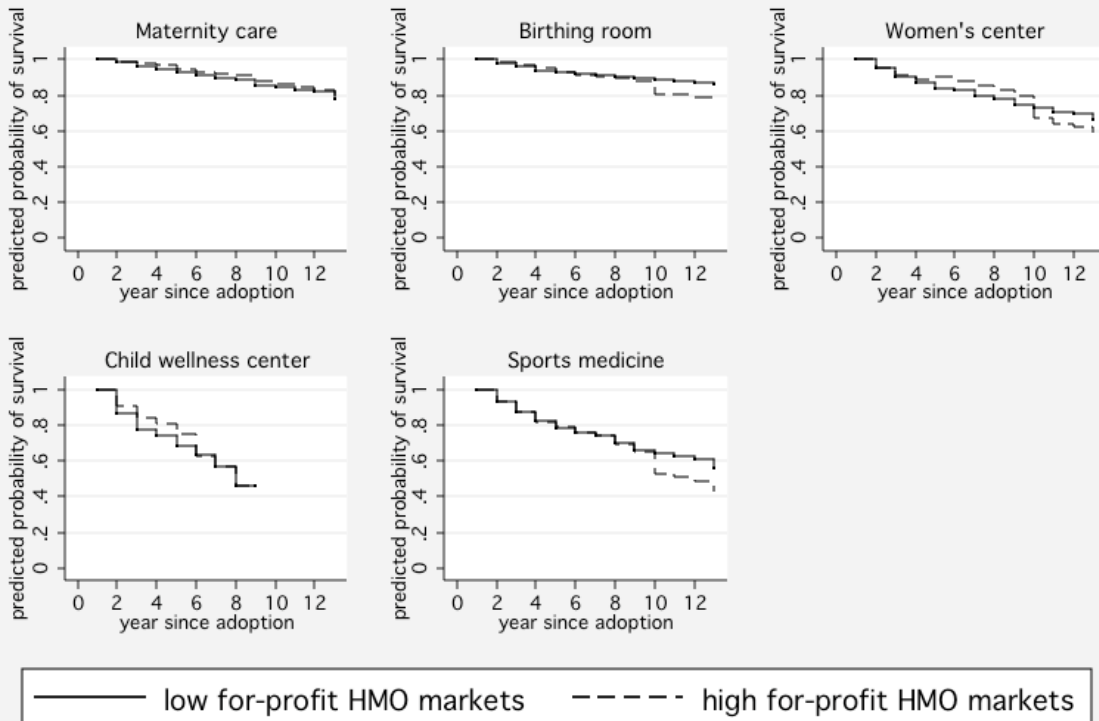 Maternity care
predicted probability of survival
1
.8
.6
.4
.2
0
0 2 4 6 8 10 12
year since adoption
Birthing room
predicted probability of survival
1
.8
.6
.4
.2
0
0 2 4 6 8 10 12
year since adoption
Women's center
predicted probability of survival
1
.8
.6
.4
.2
0
0 2 4 6 8 10 12
year since adoption
Child wellness center
predicted probability of survival
1
.8
.6
.4
.2
0
0 2 4 6 8 10 12
year since adoption
Sports medicine
predicted probability of survival
1
.8
.6
.4
.2
0
0 2 4 6 8 10 12
year since adoption
low for-profit HMO markets
high for-profit HMO markets